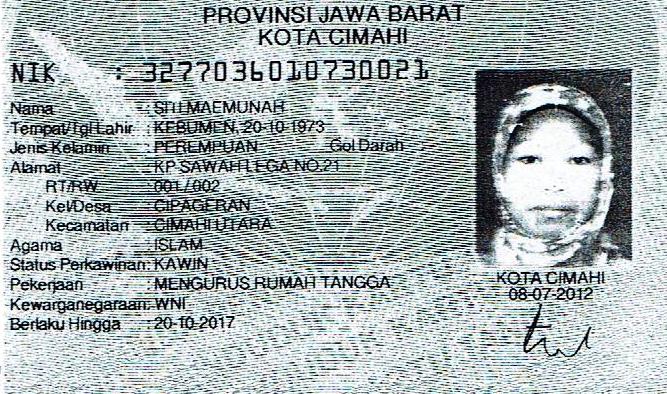 PROVINSI JAWA BARAT
KOTA CIMAHI
NIK : 3277036010730021
Nama : SITI MAEMUNAH
Tempat/Tgl Lahir : KEBUMEN, 20-10-1973
Jenis Kelamin : PEREMPUAN Gol Darah
Alamat : KP SAWAH LEGA NO.21
RT/RW : 001/002
Kel/Desa : CIPAGERAN
Kecamatan : CIMAHI UTARA
Agama : ISLAM
Status Perkawinan: KAWIN
Pekerjaan : MENGURUS RUMAH TANGGA
Kewarganegaraan: WNI
Berlaku Hingga : 20-10-2017
KOTA CIMAHI
08-07-2012